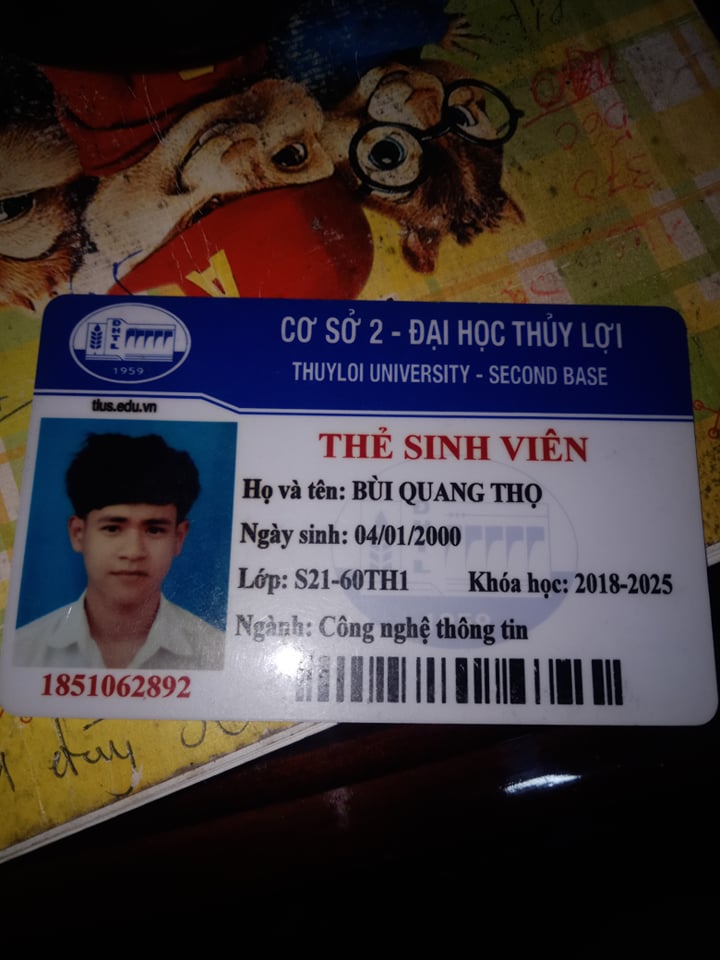 CƠ SỞ 2 - ĐẠI HỌC THỦY LỢI
THUYLOI UNIVERSITY - SECOND BASE
ĐHTL
1959
tlus.edu.vn
THẺ SINH VIÊN
Họ và tên: BÙI QUANG THỌ
Ngày sinh: 04/01/2000
Lớp: S21-60TH1 Khóa học: 2018-2025
Ngành: Công nghệ thông tin
1851062892
đây